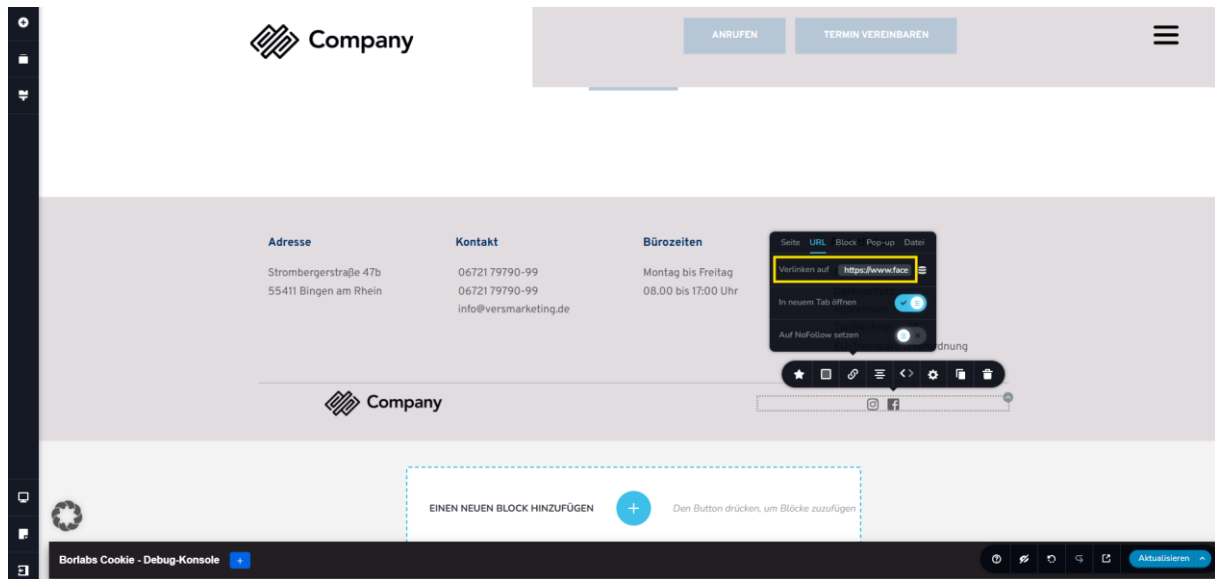 Company
ANRUFEN
TERMIN VEREINBAREN
Adresse
Strombergerstraße 47b
55411 Bingen am Rhein
Kontakt
06721 79790-99
06721 79790-99
info@versmarketing.de
Bürozeiten
Montag bis Freitag
08.00 bis 17:00 Uhr
Seite URL Block Pop-up Datei
Verlinken auf https://www.face
In neuem Tab öffnen
Auf NoFollow setzen
rdnung
Company
EINEN NEUEN BLOCK HINZUFÜGEN
Den Button drücken, um Blöcke zuzufügen
Borlabs Cookie - Debug-Konsole
Aktualisieren